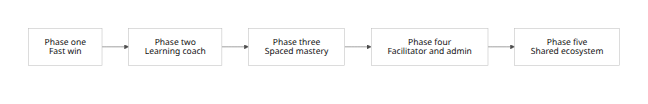 Phase one
Fast win
Phase two
Learning coach
Phase three
Spaced mastery
Phase four
Facilitator and admin
Phase five
Shared ecosystem